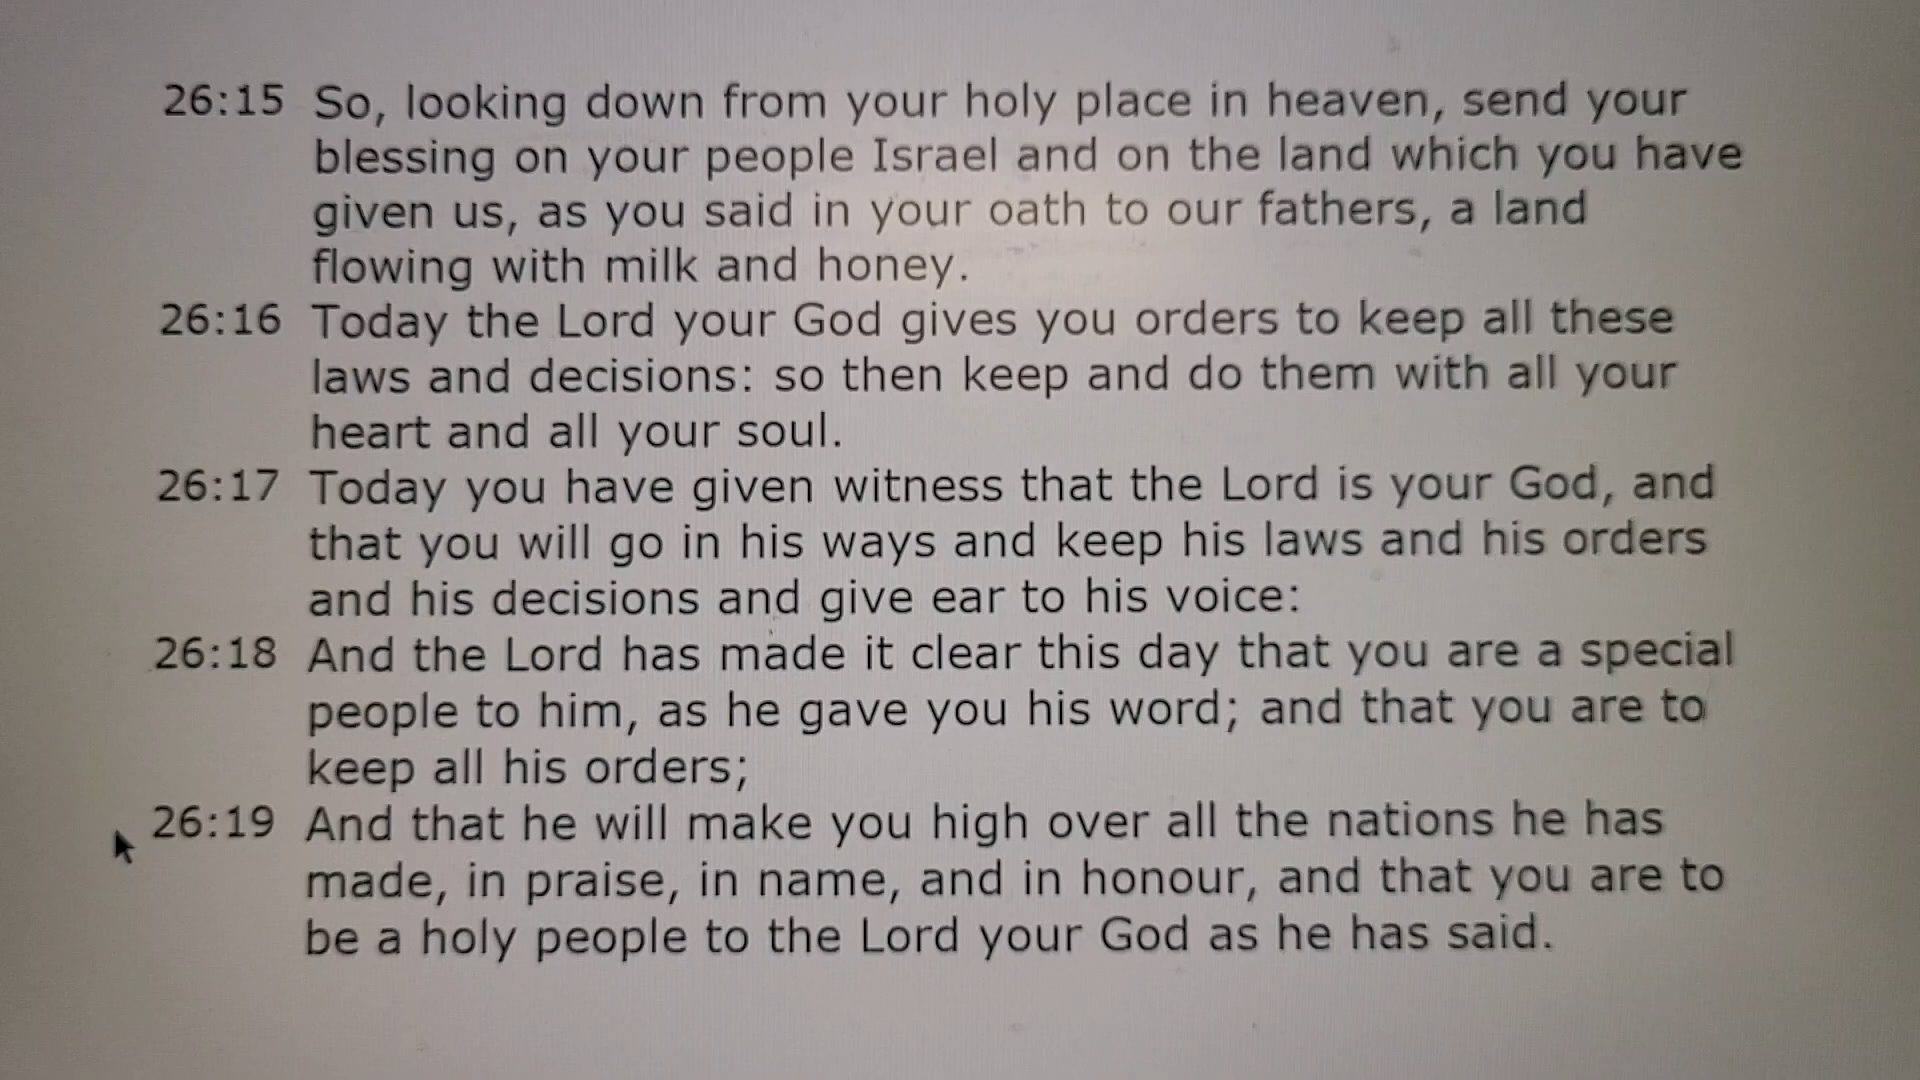 26:15 So, looking down from your holy place in heaven, send your
blessing on your people Israel and on the land which you have
given us, as you said in your oath to our fathers, a land
flowing with milk and honey.
26:16 Today the Lord your God gives you orders to keep all these
laws and decisions: so then keep and do them with all your
heart and all your soul.
26:17 Today you have given witness that the Lord is your God, and
that you will go in his ways and keep his laws and his orders
and his decisions and give ear to his voice:
26:18 And the Lord has made it clear this day that you are a special
people to him, as he gave you his word; and that you are to
keep all his orders;
26:19 And that he will make you high over all the nations he has
made, in praise, in name, and in honour, and that you are to
be a holy people to the Lord your God as he has said.